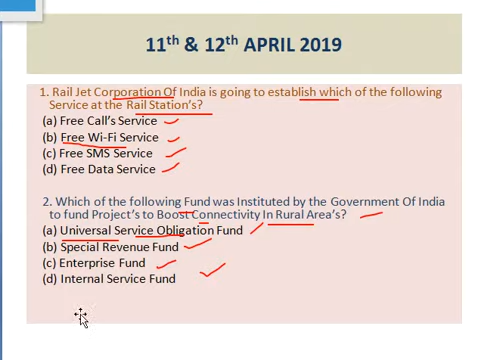 11th & 12th APRIL 2019
1. Rail Jet Corporation Of India is going to establish which of the following
Service at the Rail Station's?
(a) Free Call's Service
(b) Free Wi-Fi Service
(c) Free SMS Service
(d) Free Data Service
2. Which of the following Fund was Instituted by the Government Of India
to fund Project's to Boost Connectivity In Rural Area's?
(a) Universal Service Obligation Fund
(b) Special Revenue Fund
(c) Enterprise Fund
(d) Internal Service Fund